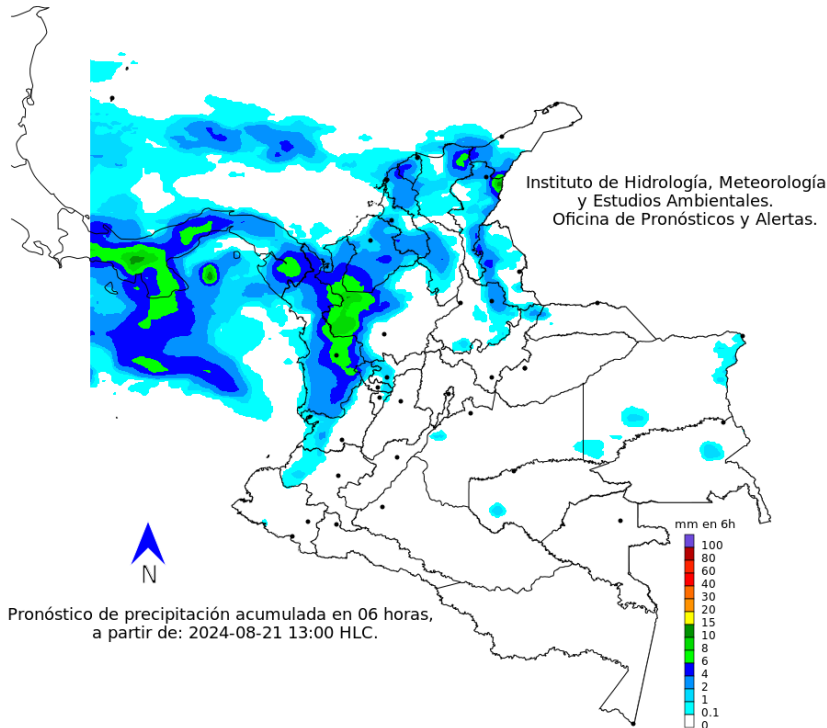 Instituto de Hidrología, Meteorología
y Estudios Ambientales.
Oficina de Pronósticos y Alertas.
mm en 6h
100
80
60
40
30
20
15
10
8
6
4
2
1
0.1
0
N
Pronóstico de precipitación acumulada en 06 horas,
a partir de: 2024-08-21 13:00 HLC.